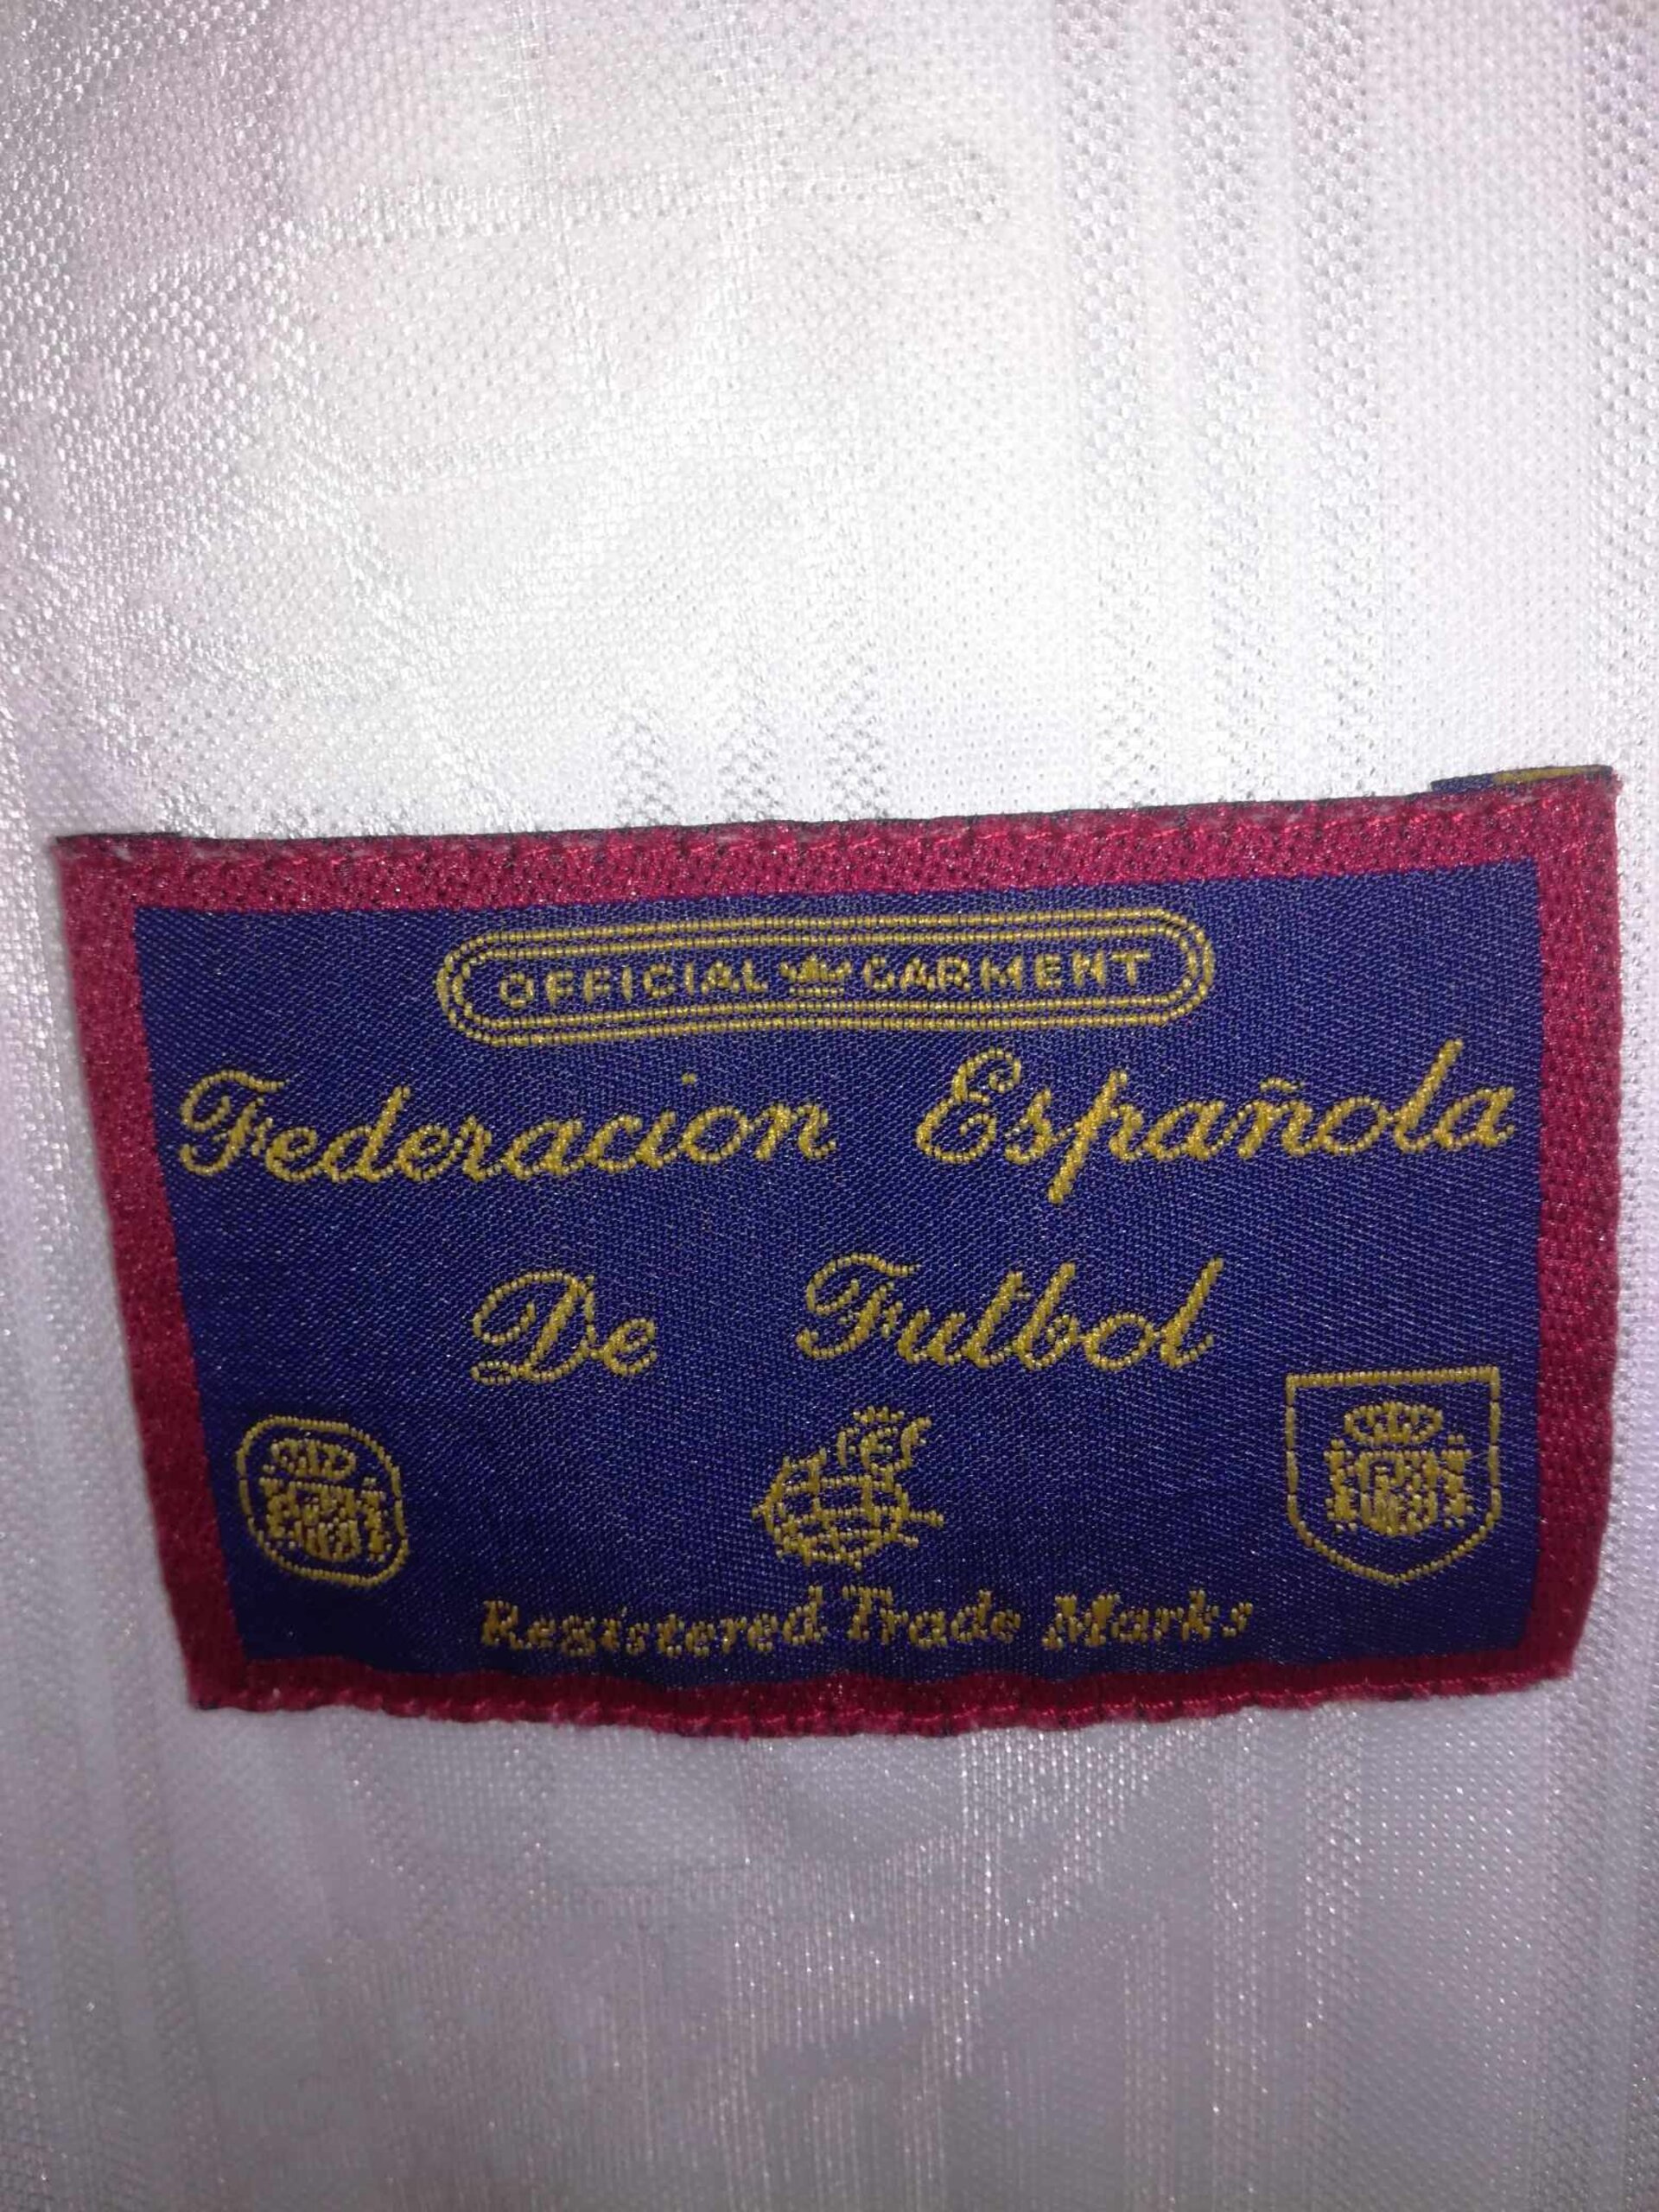 OFFICIAL GARMENT
Federacion Española
De Futbol
Registered Trade Marks